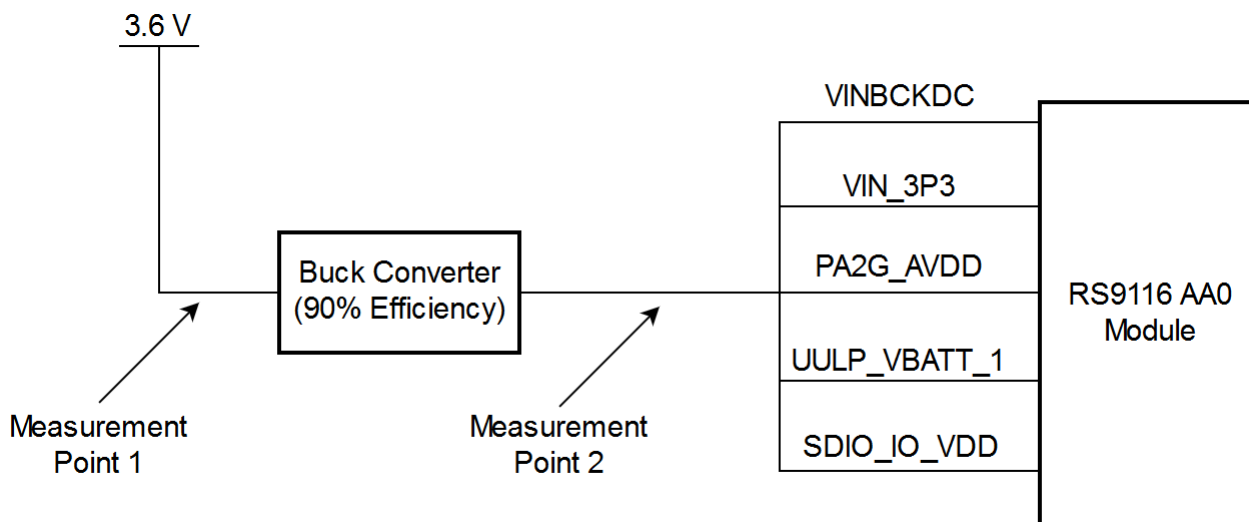 3.6 V
VINBCKDC
VIN_3P3
PA2G_AVDD
Buck Converter
(90% Efficiency)
RS9116 AA0
Module
UULP_VBATT_1
Measurement
Point 1
Measurement
Point 2
SDIO_IO_VDD